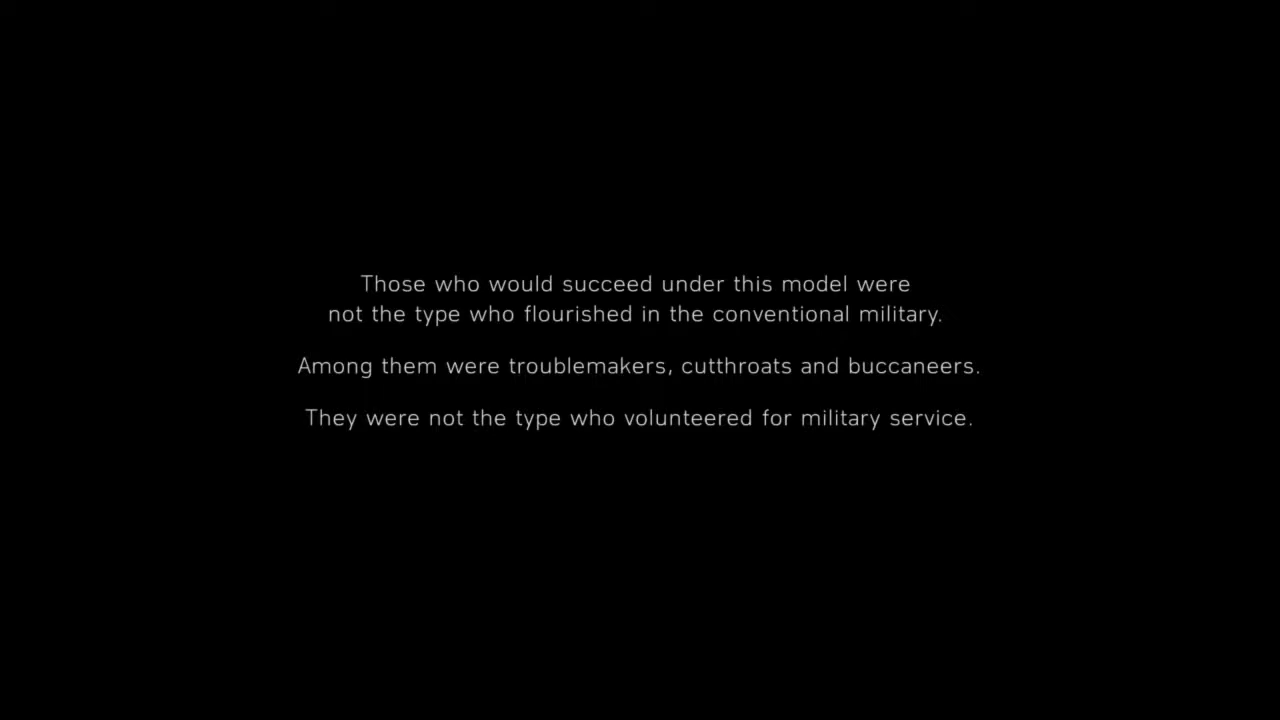 Those who would succeed under this model were
not the type who flourished in the conventional military.
Among them were troublemakers, cutthroats and buccaneers.
They were not the type who volunteered for military service.